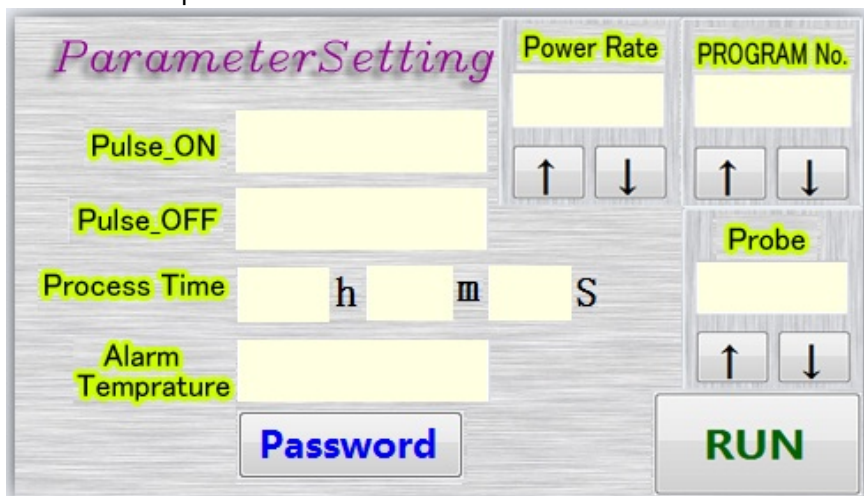 ParameterSetting
Power Rate
PROGRAM No.
Pulse_ON
↑ ↓
↑ ↓
Pulse_OFF
Probe
Process Time
h m S
↑ ↓
Alarm
Temprature
Password
RUN